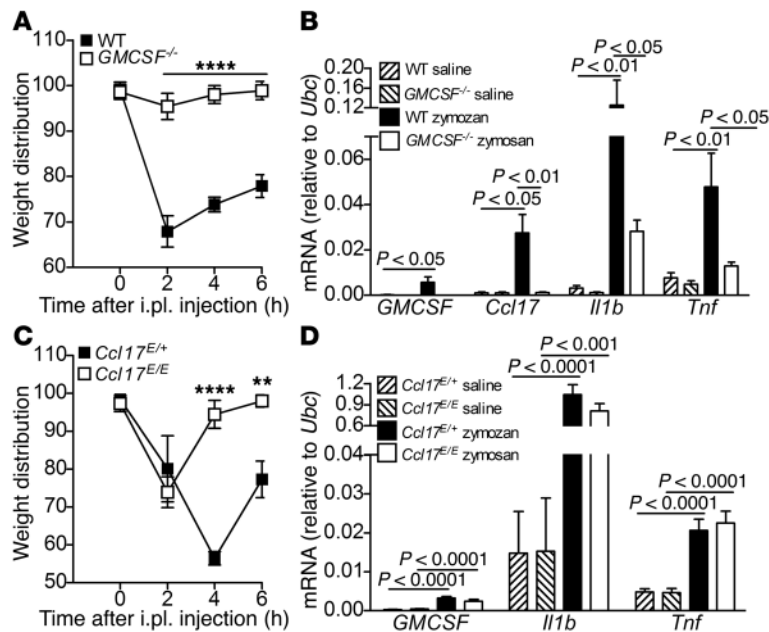 A
WT
GMCSF-/-
****
Weight distribution
110
100
90
80
70
60
0 2 4 6
Time after i.pl. injection (h)
B
WT saline
GMCSF-/- saline
WT zymozan
GMCSF-/- zymosan
mRNA (relative to Ubc)
0.20
0.16
0.12
0.06
0.04
0.02
0.00
P < 0.05
P < 0.01
P < 0.05
P < 0.01
P < 0.01
P < 0.05
P < 0.05
GMCSF Ccl17 Il1b Tnf
C
Ccl17E/+
Ccl17E/E
**** **
Weight distribution
110
100
90
80
70
60
50
0 2 4 6
Time after i.pl. injection (h)
D
Ccl17E/+ saline
Ccl17E/E saline
Ccl17E/+ zymozan
Ccl17E/E zymosan
mRNA (relative to Ubc)
1.2
0.9
0.6
0.04
0.03
0.02
0.01
0.00
P < 0.001
P < 0.0001
P < 0.0001
P < 0.0001
P < 0.0001
P < 0.0001
GMCSF Il1b Tnf